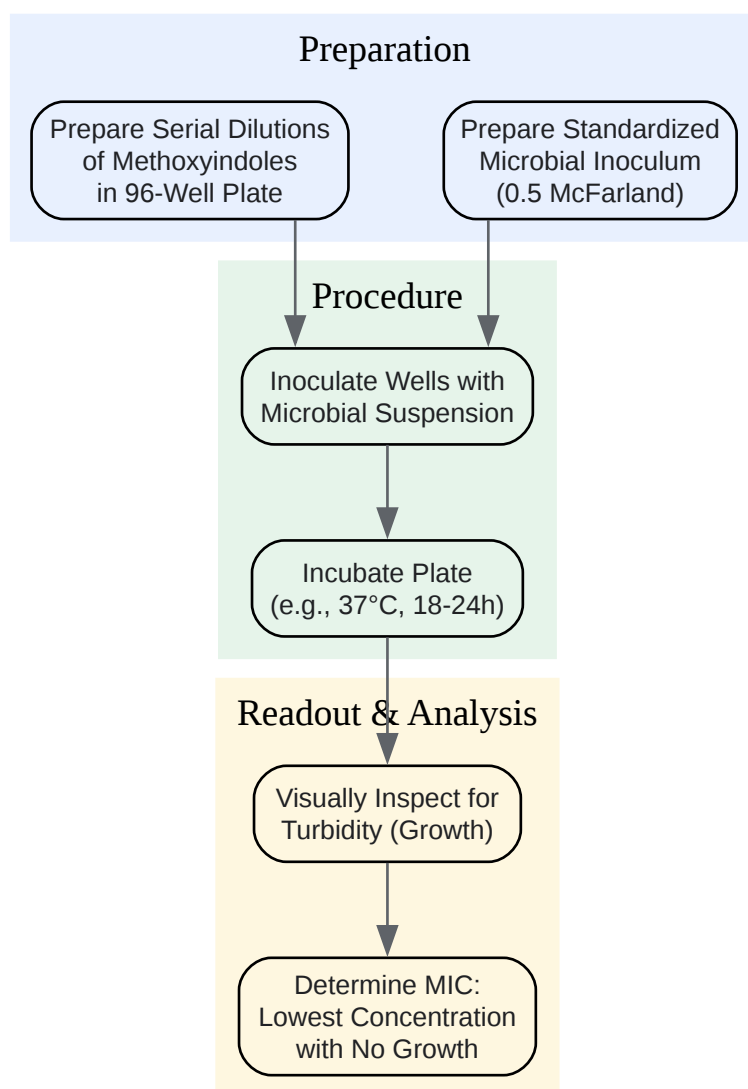 Preparation
Prepare Serial Dilutions
of Methoxyindoles
in 96-Well Plate
Prepare Standardized
Microbial Inoculum
(0.5 McFarland)
Procedure
Inoculate Wells with
Microbial Suspension
Incubate Plate
(e.g., 37°C, 18-24h)
Readout & Analysis
Visually Inspect for
Turbidity (Growth)
Determine MIC:
Lowest Concentration
with No Growth